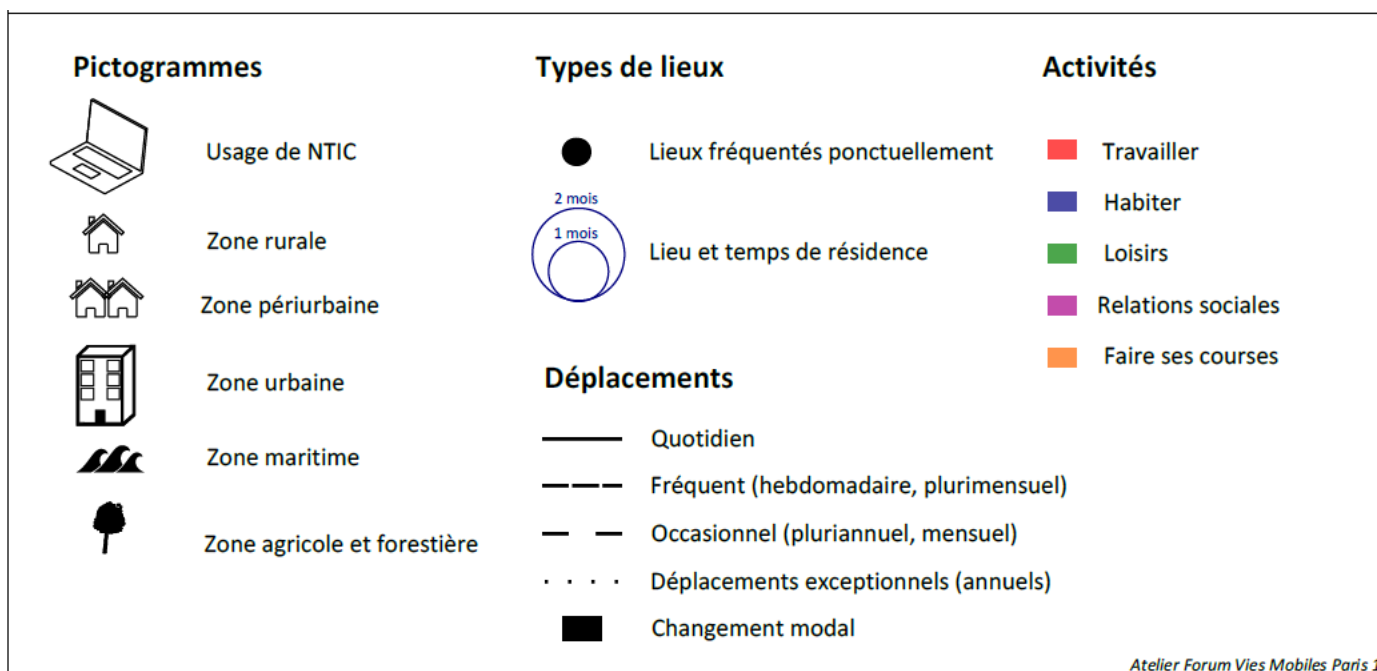 Pictogrammes
Usage de NTIC
Zone rurale
Zone périurbaine
Zone urbaine
Zone maritime
Zone agricole et forestière
Types de lieux
Lieux fréquentés ponctuellement
2 mois
1 mois
Lieu et temps de résidence
Déplacements
Quotidien
Fréquent (hebdomadaire, plurimensuel)
Occasionnel (pluriannuel, mensuel)
Déplacements exceptionnels (annuels)
Changement modal
Activités
Travailler
Habiter
Loisirs
Relations sociales
Faire ses courses
Atelier Forum Vies Mobiles Paris 1